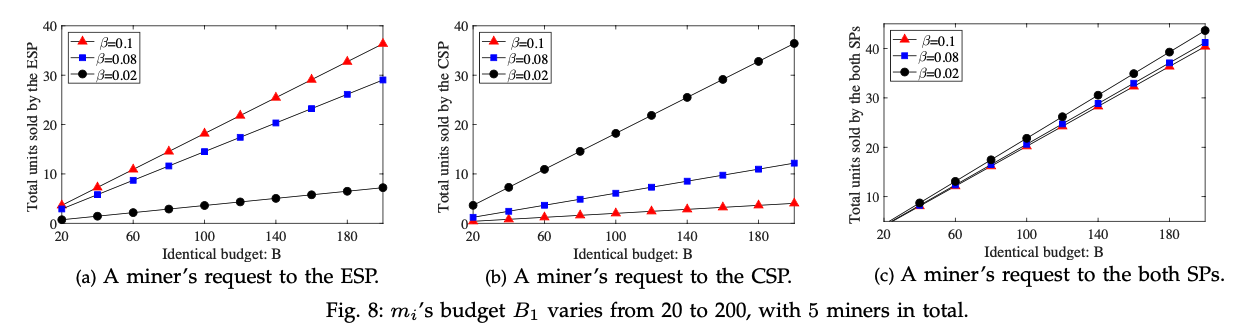 40
30
20
10
0
20
60
100
140
180
Total units sold by the ESP
β=0.1
β=0.08
β=0.02
Identical budget: B
(a) A miner's request to the ESP.
40
30
20
10
0
20
60
100
140
180
Total units sold by the CSP
β=0.1
β=0.08
β=0.02
Identical budget: B
(b) A miner's request to the CSP.
40
30
20
10
20
60
100
140
180
Total units sold by the both SPs
β=0.1
β=0.08
β=0.02
Identical budget: B
(c) A miner's request to the both SPs.
Fig. 8: mᵢ's budget B₁ varies from 20 to 200, with 5 miners in total.